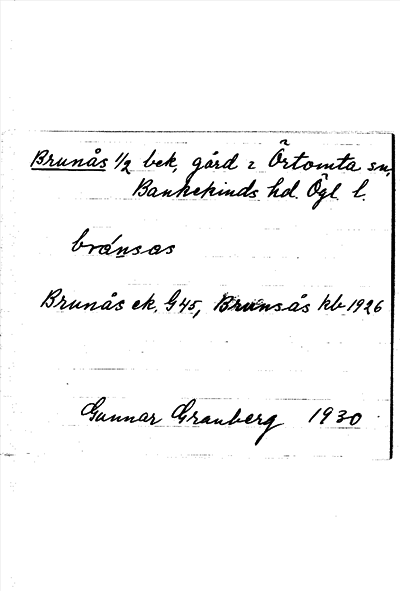 Brunås 1/2 bek, gård i Örtomta sn,
Bankekinds hd. Ögl. l.
bránsas
Brunås ek. G45, Brunsås kb 1926
Gunnar Granberg 1930